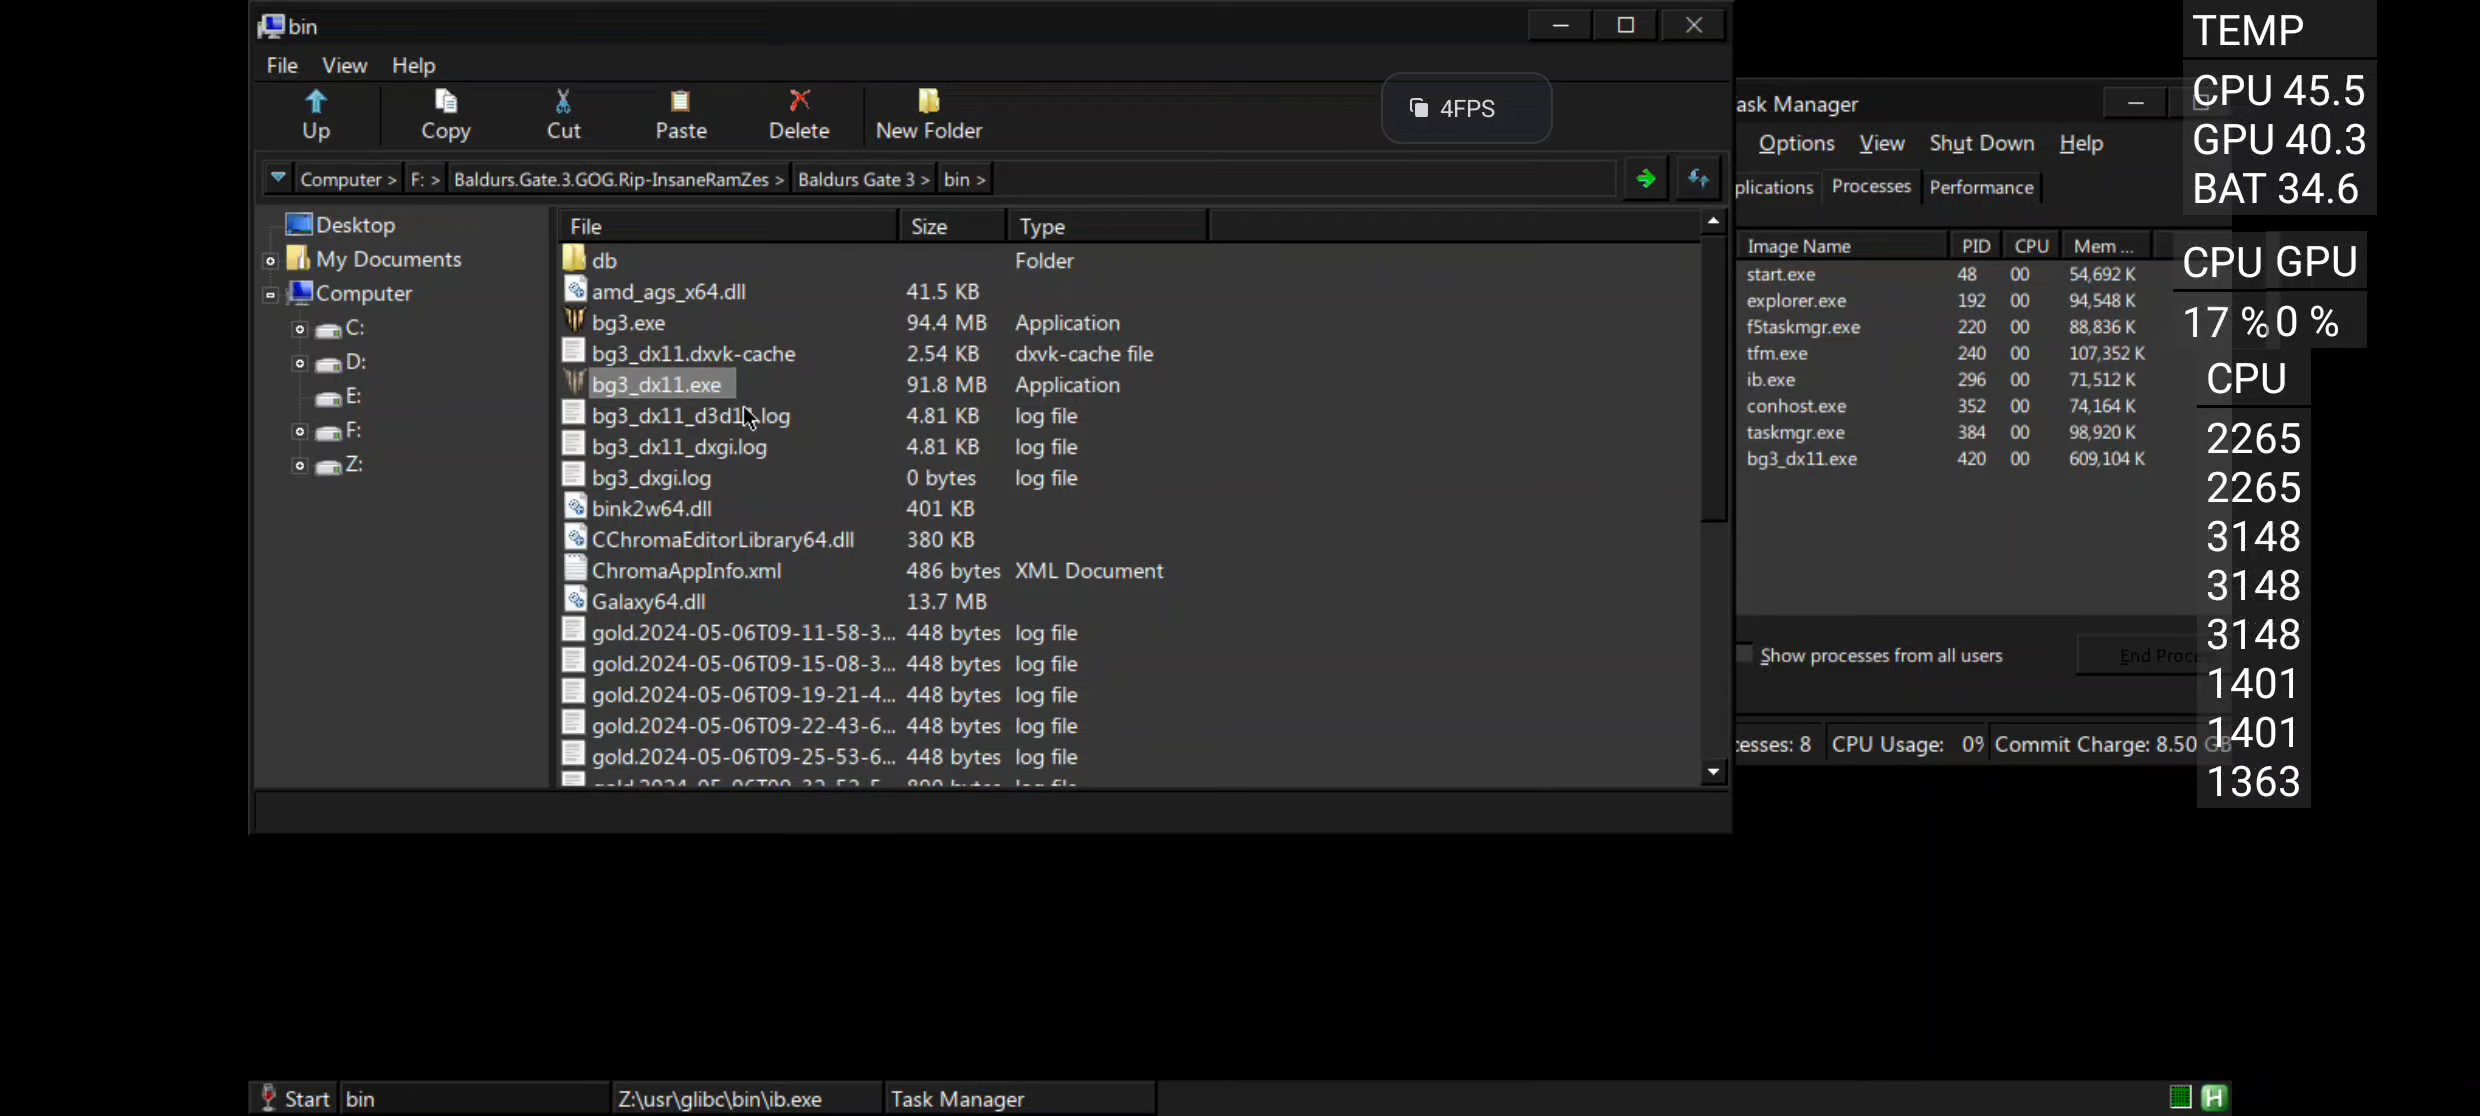 bin
File View Help
Up Copy Cut Paste Delete New Folder
4FPS
Computer > F: > Baldurs.Gate.3.GOG.Rip-InsaneRamZes > Baldurs Gate 3 > bin >
Desktop
My Documents
Computer
C:
D:
E:
F:
Z:
File Size Type
db Folder
amd_ags_x64.dll 41.5 KB
bg3.exe 94.4 MB Application
bg3_dx11.dxvk-cache 2.54 KB dxvk-cache file
bg3_dx11.exe 91.8 MB Application
bg3_dx11_d3d11.log 4.81 KB log file
bg3_dx11_dxgi.log 4.81 KB log file
bg3_dxgi.log 0 bytes log file
bink2w64.dll 401 KB
CChromaEditorLibrary64.dll 380 KB
ChromaAppInfo.xml 486 bytes XML Document
Galaxy64.dll 13.7 MB
gold.2024-05-06T09-11-58-3... 448 bytes log file
gold.2024-05-06T09-15-08-3... 448 bytes log file
gold.2024-05-06T09-19-21-4... 448 bytes log file
gold.2024-05-06T09-22-43-6... 448 bytes log file
gold.2024-05-06T09-25-53-6... 448 bytes log file
ask Manager
Options View Shut Down Help
plications Processes Performance
Image Name PID CPU Mem ...
start.exe 48 00 54,692 K
explorer.exe 192 00 94,548 K
f5taskmgr.exe 220 00 88,836 K
tfm.exe 240 00 107,352 K
ib.exe 296 00 71,512 K
conhost.exe 352 00 74,164 K
taskmgr.exe 384 00 98,920 K
bg3_dx11.exe 420 00 609,104 K
Show processes from all users
End Proce
cesses: 8 CPU Usage: 0% Commit Charge: 8.50 GB
TEMP
CPU 45.5
GPU 40.3
BAT 34.6
CPU GPU
17 % 0 %
CPU
2265
2265
3148
3148
3148
1401
1401
1363
Start bin Z:\usr\glibc\bin\ib.exe Task Manager
H